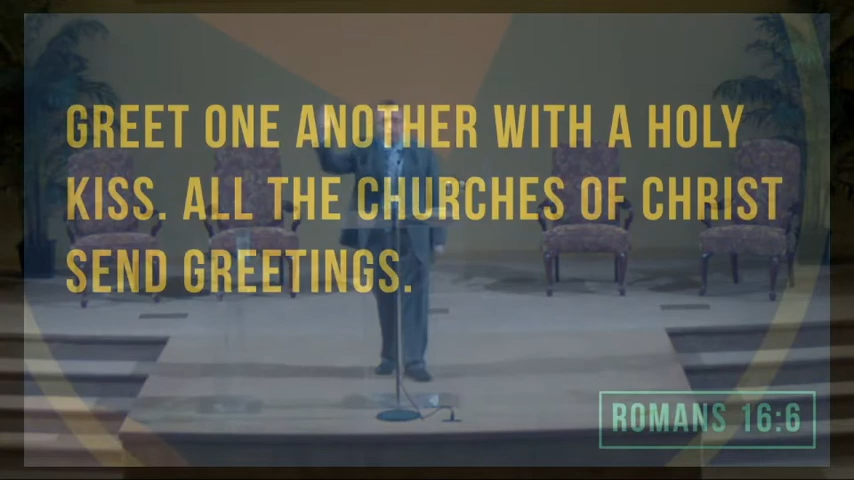 GREET ONE ANOTHER WITH A HOLY
KISS. ALL THE CHURCHES OF CHRIST
SEND GREETINGS.
ROMANS 16:6